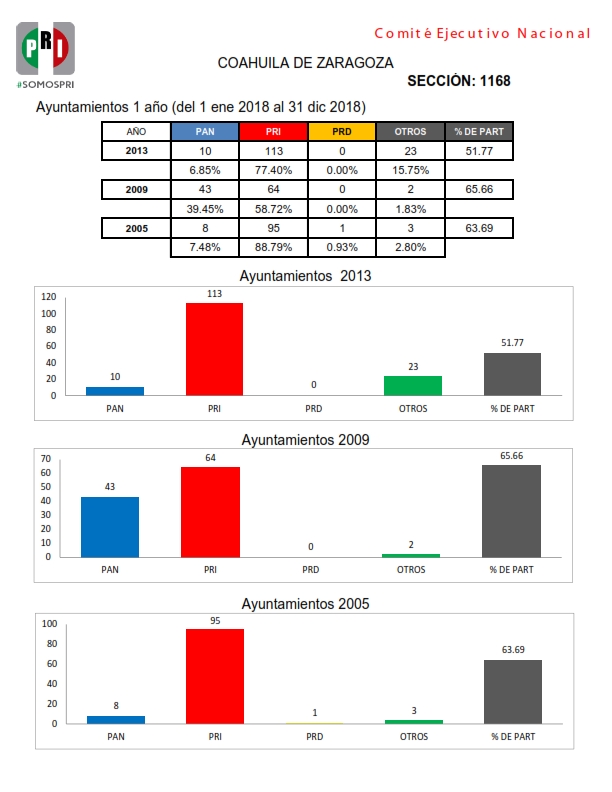 Comité Ejecutivo Nacional
PRI
#SOMOSPRI
COAHUILA DE ZARAGOZA
SECCIÓN: 1168
Ayuntamientos 1 año (del 1 ene 2018 al 31 dic 2018)
AÑO PAN PRI PRD OTROS % DE PART
2013 10 113 0 23 51.77
6.85% 77.40% 0.00% 15.75%
2009 43 64 0 2 65.66
39.45% 58.72% 0.00% 1.83%
2005 8 95 1 3 63.69
7.48% 88.79% 0.93% 2.80%
Ayuntamientos 2013
120
100
80
60
40
20
0
10 113 0 23 51.77
PAN PRI PRD OTROS % DE PART
Ayuntamientos 2009
70
60
50
40
30
20
10
0
43 64 0 2 65.66
PAN PRI PRD OTROS % DE PART
Ayuntamientos 2005
100
80
60
40
20
0
8 95 1 3 63.69
PAN PRI PRD OTROS % DE PART